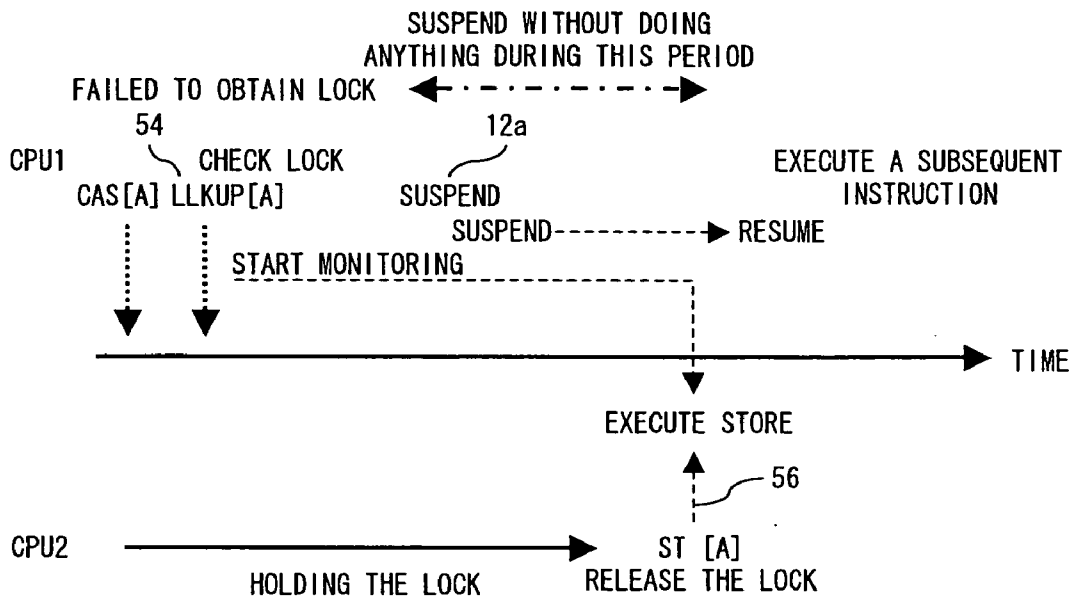 SUSPEND WITHOUT DOING
ANYTHING DURING THIS PERIOD
FAILED TO OBTAIN LOCK
54
12a
CPU1
CHECK LOCK
EXECUTE A SUBSEQUENT
INSTRUCTION
CAS[A] LLKUP[A]
SUSPEND
SUSPEND
RESUME
START MONITORING
TIME
EXECUTE STORE
56
CPU2
ST [A]
HOLDING THE LOCK
RELEASE THE LOCK